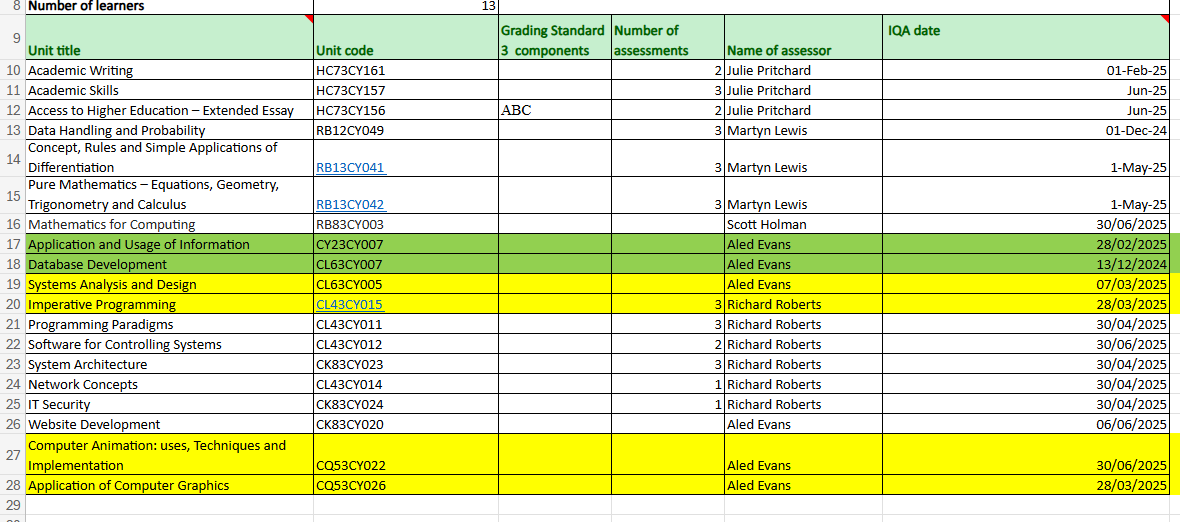 8 Number of learners 13
Grading Standard Number of IQA date
9 Unit title Unit code 3 components assessments Name of assessor
10 Academic Writing HC73CY161 2 Julie Pritchard 01-Feb-25
11 Academic Skills HC73CY157 3 Julie Pritchard Jun-25
12 Access to Higher Education – Extended Essay HC73CY156 ABC 2 Julie Pritchard Jun-25
13 Data Handling and Probability RB12CY049 3 Martyn Lewis 01-Dec-24
Concept, Rules and Simple Applications of
14 Differentiation RB13CY041 3 Martyn Lewis 1-May-25
Pure Mathematics – Equations, Geometry,
15 Trigonometry and Calculus RB13CY042 3 Martyn Lewis 1-May-25
16 Mathematics for Computing RB83CY003 Scott Holman 30/06/2025
17 Application and Usage of Information CY23CY007 Aled Evans 28/02/2025
18 Database Development CL63CY007 Aled Evans 13/12/2024
19 Systems Analysis and Design CL63CY005 Aled Evans 07/03/2025
20 Imperative Programming CL43CY015 3 Richard Roberts 28/03/2025
21 Programming Paradigms CL43CY011 3 Richard Roberts 30/04/2025
22 Software for Controlling Systems CL43CY012 2 Richard Roberts 30/06/2025
23 System Architecture CK83CY023 3 Richard Roberts 30/04/2025
24 Network Concepts CL43CY014 1 Richard Roberts 30/04/2025
25 IT Security CK83CY024 1 Richard Roberts 30/04/2025
26 Website Development CK83CY020 Aled Evans 06/06/2025
Computer Animation: uses, Techniques and
27 Implementation CQ53CY022 Aled Evans 30/06/2025
28 Application of Computer Graphics CQ53CY026 Aled Evans 28/03/2025
29